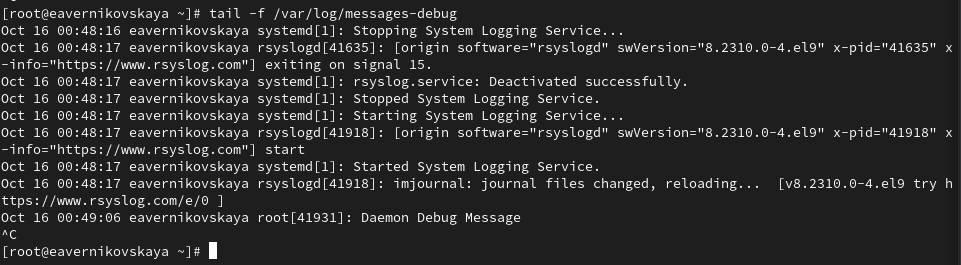 [root@eavernikovskaya ~]# tail -f /var/log/messages-debug
Oct 16 00:48:16 eavernikovskaya systemd[1]: Stopping System Logging Service...
Oct 16 00:48:17 eavernikovskaya rsyslogd[41635]: [origin software="rsyslogd" swVersion="8.2310.0-4.el9" x-pid="41635" x
-info="https://www.rsyslog.com"] exiting on signal 15.
Oct 16 00:48:17 eavernikovskaya systemd[1]: rsyslog.service: Deactivated successfully.
Oct 16 00:48:17 eavernikovskaya systemd[1]: Stopped System Logging Service.
Oct 16 00:48:17 eavernikovskaya systemd[1]: Starting System Logging Service...
Oct 16 00:48:17 eavernikovskaya rsyslogd[41918]: [origin software="rsyslogd" swVersion="8.2310.0-4.el9" x-pid="41918" x
-info="https://www.rsyslog.com"] start
Oct 16 00:48:17 eavernikovskaya systemd[1]: Started System Logging Service.
Oct 16 00:48:17 eavernikovskaya rsyslogd[41918]: imjournal: journal files changed, reloading...  [v8.2310.0-4.el9 try h
ttps://www.rsyslog.com/e/0 ]
Oct 16 00:49:06 eavernikovskaya root[41931]: Daemon Debug Message
^C
[root@eavernikovskaya ~]#